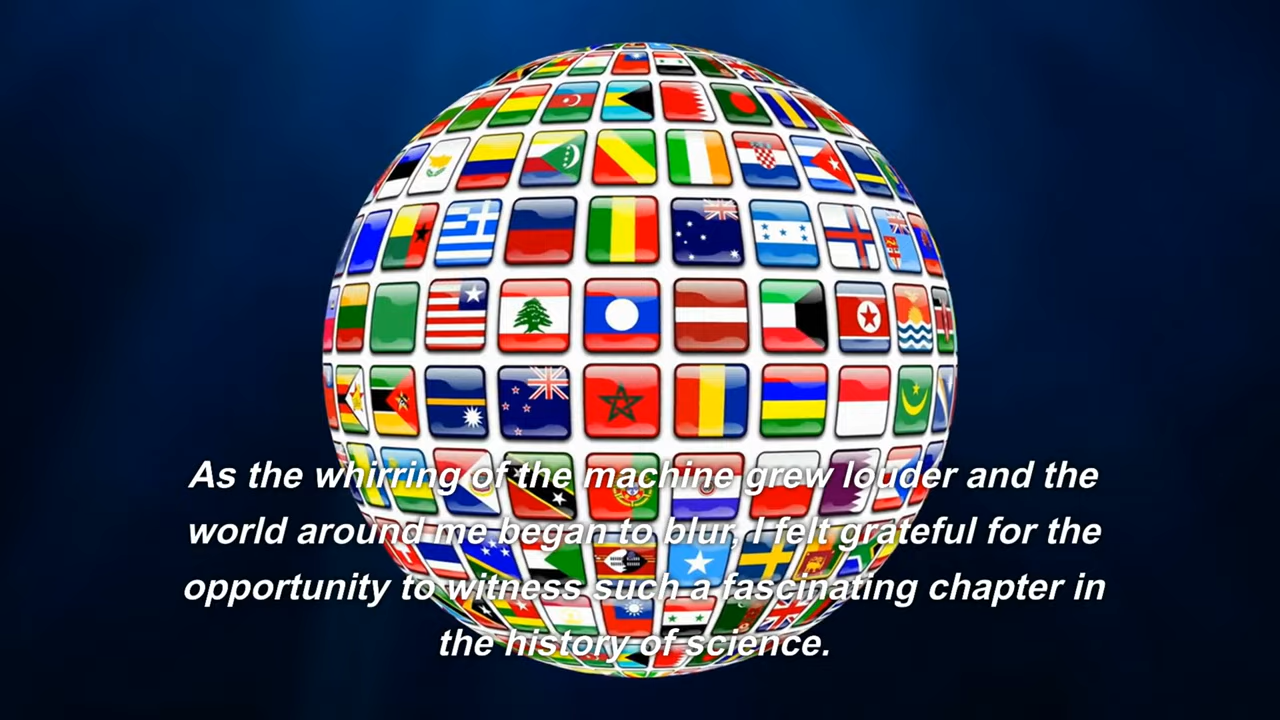 As the whirring of the machine grew louder and the
world around me began to blur, I felt grateful for the
opportunity to witness such a fascinating chapter in
the history of science.